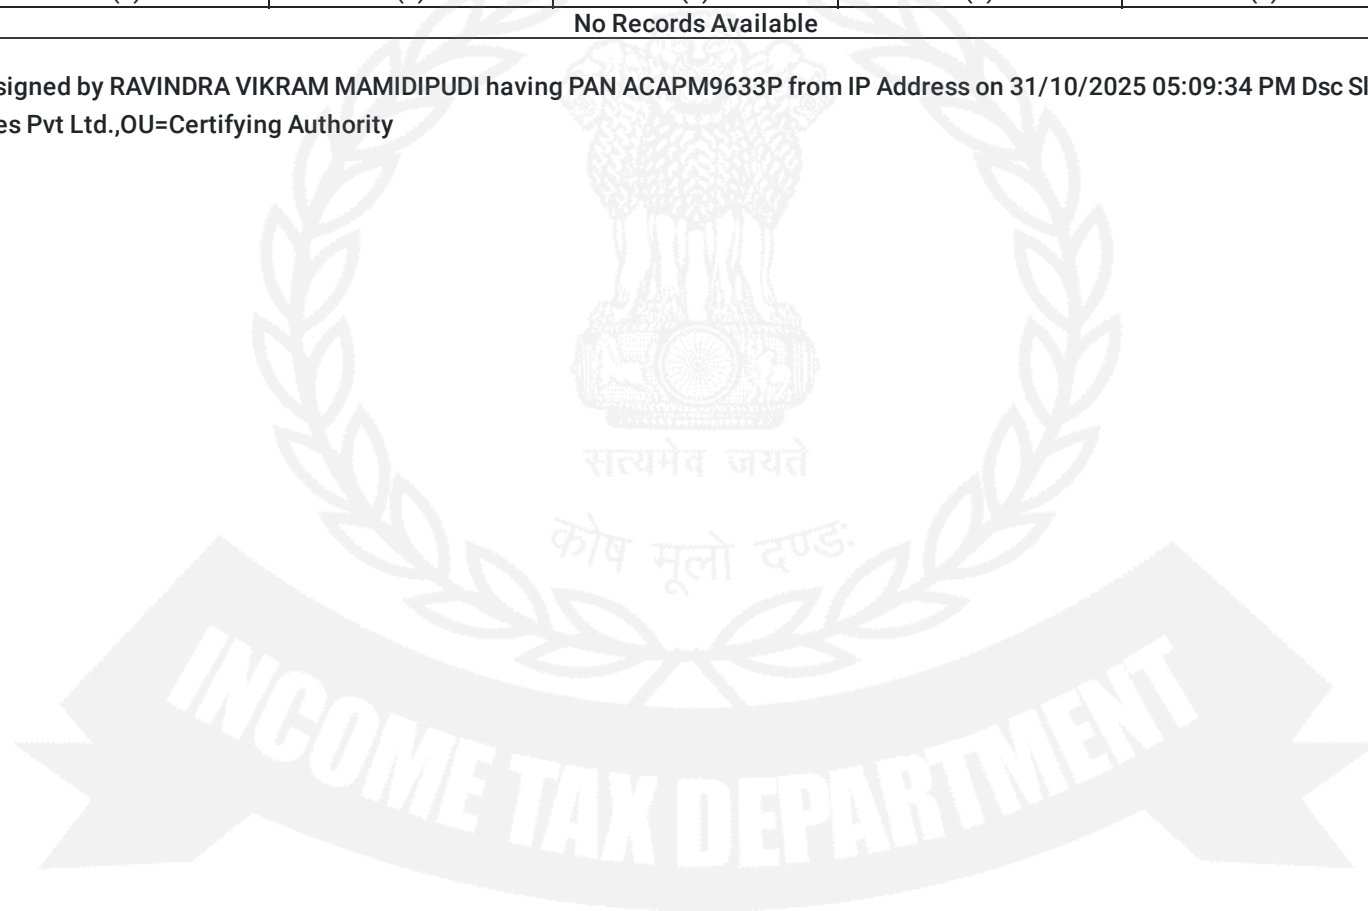 No Records Available
signed by RAVINDRA VIKRAM MAMIDIPUDI having PAN ACAPM9633P from IP Address on 31/10/2025 05:09:34 PM Dsc Sl
es Pvt Ltd.,OU=Certifying Authority
सत्यमेव जयते
कोष मूलो दण्डः
INCOME TAX DEPARTMENT